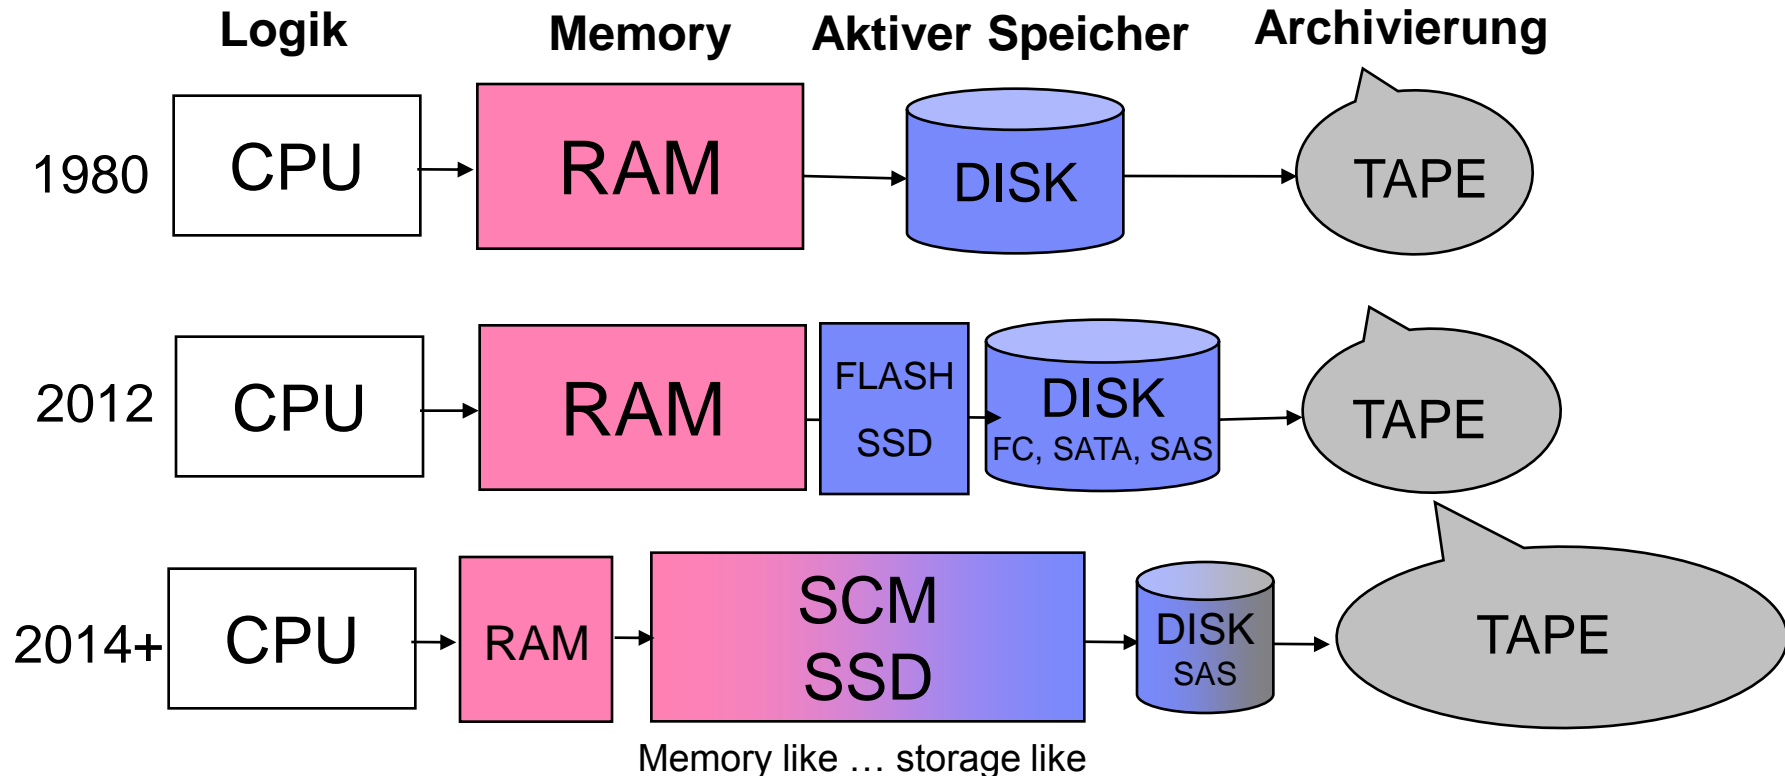 Logik Memory Aktiver Speicher Archivierung
1980 CPU RAM DISK TAPE
2012 CPU RAM FLASH SSD DISK FC, SATA, SAS TAPE
2014+ CPU RAM SCM SSD DISK SAS TAPE
Memory like … storage like